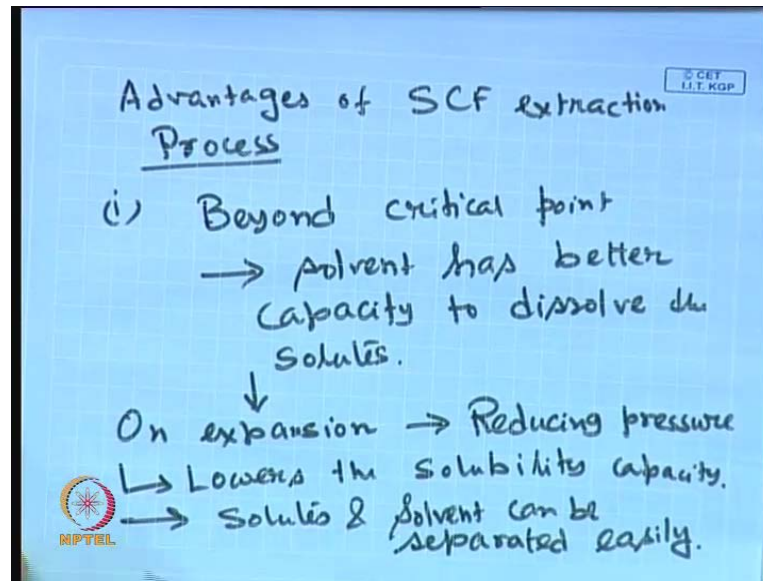 © CET
I.I.T. KGP
Advantages of SCF extraction
Process
(i) Beyond critical point
→ solvent has better
capacity to dissolve the
solutes.
↓
On expansion → Reducing pressure
↳ Lowers the solubility capacity.
→ Solutes & solvent can be
separated easily.
NPTEL